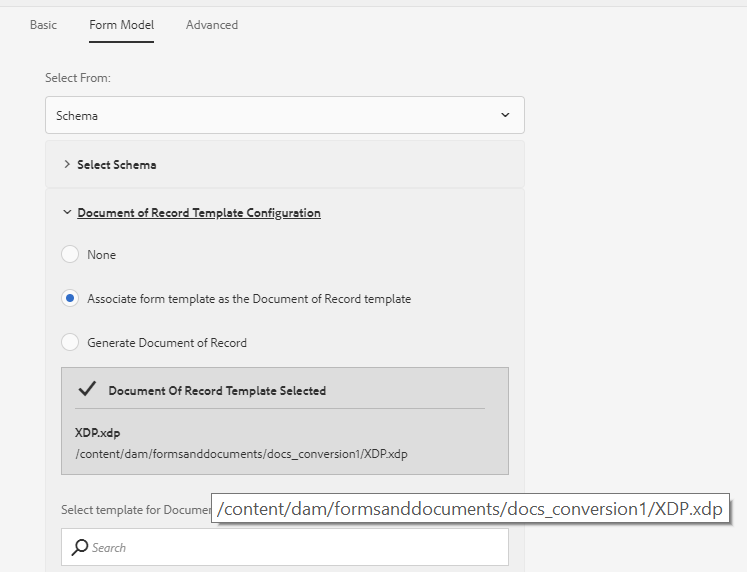 Basic Form Model Advanced
Select From:
Schema
Select Schema
Document of Record Template Configuration
None
Associate form template as the Document of Record template
Generate Document of Record
Document Of Record Template Selected
XDP.xdp
/content/dam/formsanddocuments/docs_conversion1/XDP.xdp
Select template for Documen
/content/dam/formsanddocuments/docs_conversion1/XDP.xdp
Search